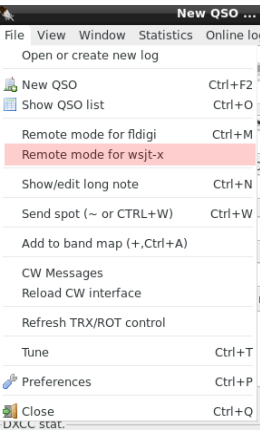 New QSO ...
File View Window Statistics Online lo
Open or create new log
New QSO Ctrl+F2
Show QSO list Ctrl+O
Remote mode for fldigi Ctrl+M
Remote mode for wsjt-x
Show/edit long note Ctrl+N
Send spot (~ or CTRL+W) Ctrl+W
Add to band map (+,Ctrl+A)
CW Messages
Reload CW interface
Refresh TRX/ROT control
Tune Ctrl+T
Preferences Ctrl+P
Close Ctrl+Q
DXCC stat.